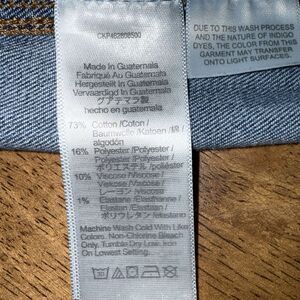 Made In Guatemala
Fabriqué Au Guatemala
Hergestellt In Guatemala
Vervaardigd In Guatemala
グアテマラ製
hecho en guatemala
73% Cotton /Coton /
Baumwolle /Katoen /綿 /
algodón
16% Polyester /Polyester /
Polyester /Polyester /
ポリエステル /poliéster
10% Viscose /Viscose /
Viskose /Viscose /
レーヨン /viscosa
1% Elastane /Elasthanne /
Elasthan /Elastaan /
ポリウレタン /elastano
Machine Wash Cold With Like
Colors. Non-Chlorine Bleach
Only. Tumble Dry Low. Iron
On Lowest Setting.
DUE TO THIS WASH PROCESS
AND THE NATURE OF INDIGO
DYES, THE COLOR FROM THIS
GARMENT MAY TRANSFER
ONTO LIGHT SURFACES.